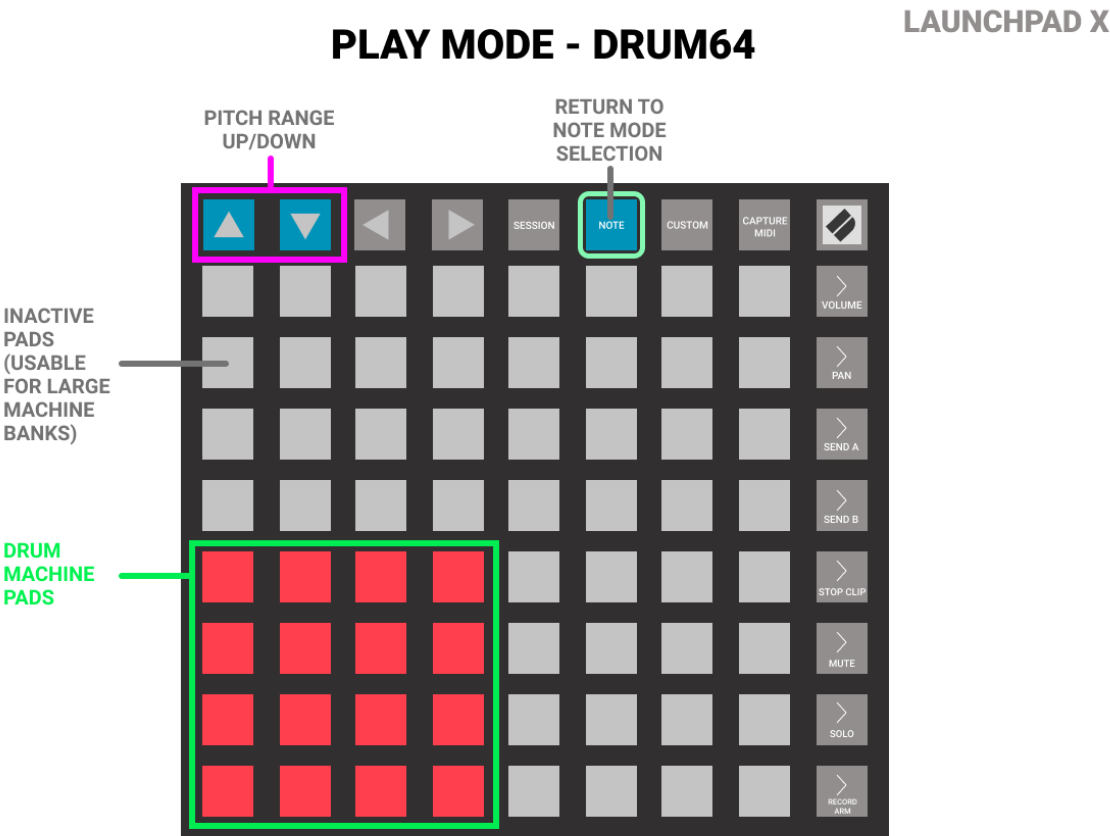 LAUNCHPAD X
PLAY MODE - DRUM64
PITCH RANGE
UP/DOWN
RETURN TO
NOTE MODE
SELECTION
SESSION
NOTE
CUSTOM
CAPTURE
MIDI
VOLUME
INACTIVE
PADS
(USABLE
FOR LARGE
MACHINE
BANKS)
PAN
SEND A
SEND B
DRUM
MACHINE
PADS
STOP CLIP
MUTE
SOLO
RECORD
ARM